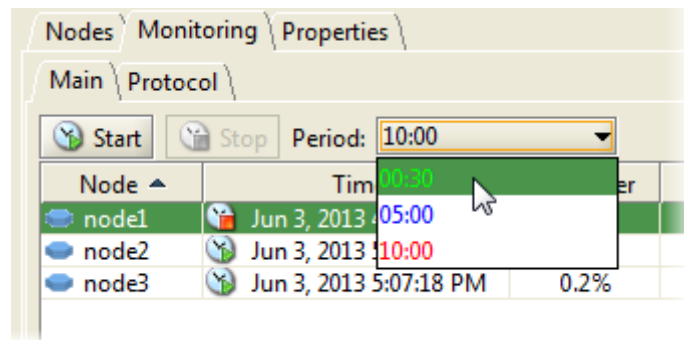 Nodes Monitoring Properties
Main Protocol
Start Stop Period: 10:00
Node Tim er
00:30
node1 Jun 3, 2013 4
05:00
node2 Jun 3, 2013
10:00
node3 Jun 3, 2013 5:07:18 PM 0.2%